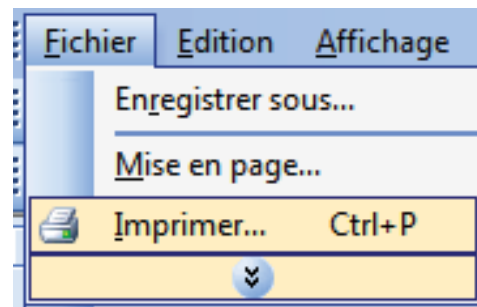 Fichier Edition Affichage
Enregistrer sous...
Mise en page...
Imprimer... Ctrl+P